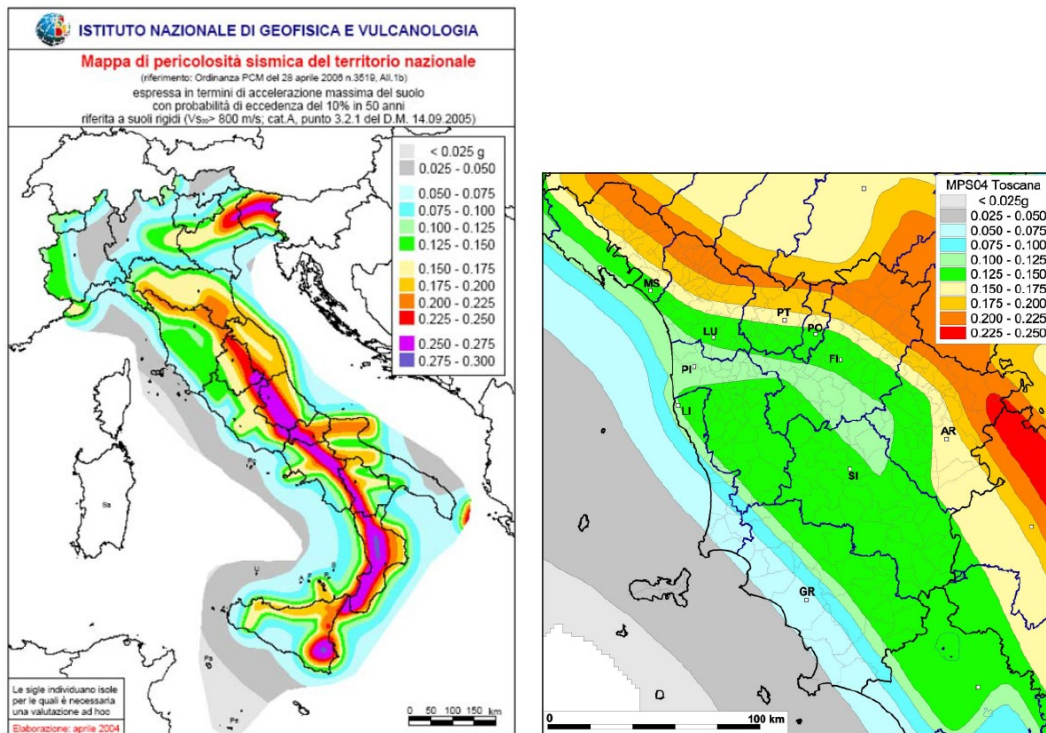 ISTITUTO NAZIONALE DI GEOFISICA E VULCANOLOGIA
Mappa di pericolosità sismica del territorio nazionale
(riferimento: Ordinanza PCM del 28 aprile 2006 n.3519, All.1b)
espressa in termini di accelerazione massima del suolo
con probabilità di eccedenza del 10% in 50 anni
riferita a suoli rigidi (Vs₃₀> 800 m/s; cat.A, punto 3.2.1 del D.M. 14.09.2005)
< 0.025 g
0.025 - 0.050
0.050 - 0.075
0.075 - 0.100
0.100 - 0.125
0.125 - 0.150
0.150 - 0.175
0.175 - 0.200
0.200 - 0.225
0.225 - 0.250
0.250 - 0.275
0.275 - 0.300
Sa
U
Pe
Le sigle individuano isole
per le quali è necessaria
una valutazione ad hoc
Elaborazione: aprile 2004
0 50 100 150 km
MPS04 Toscana
< 0.025g
0.025 - 0.050
0.050 - 0.075
0.075 - 0.100
0.100 - 0.125
0.125 - 0.150
0.150 - 0.175
0.175 - 0.200
0.200 - 0.225
0.225 - 0.250
MS
PT
LU
PO
FI
PI
LI
AR
SI
GR
0
100 km